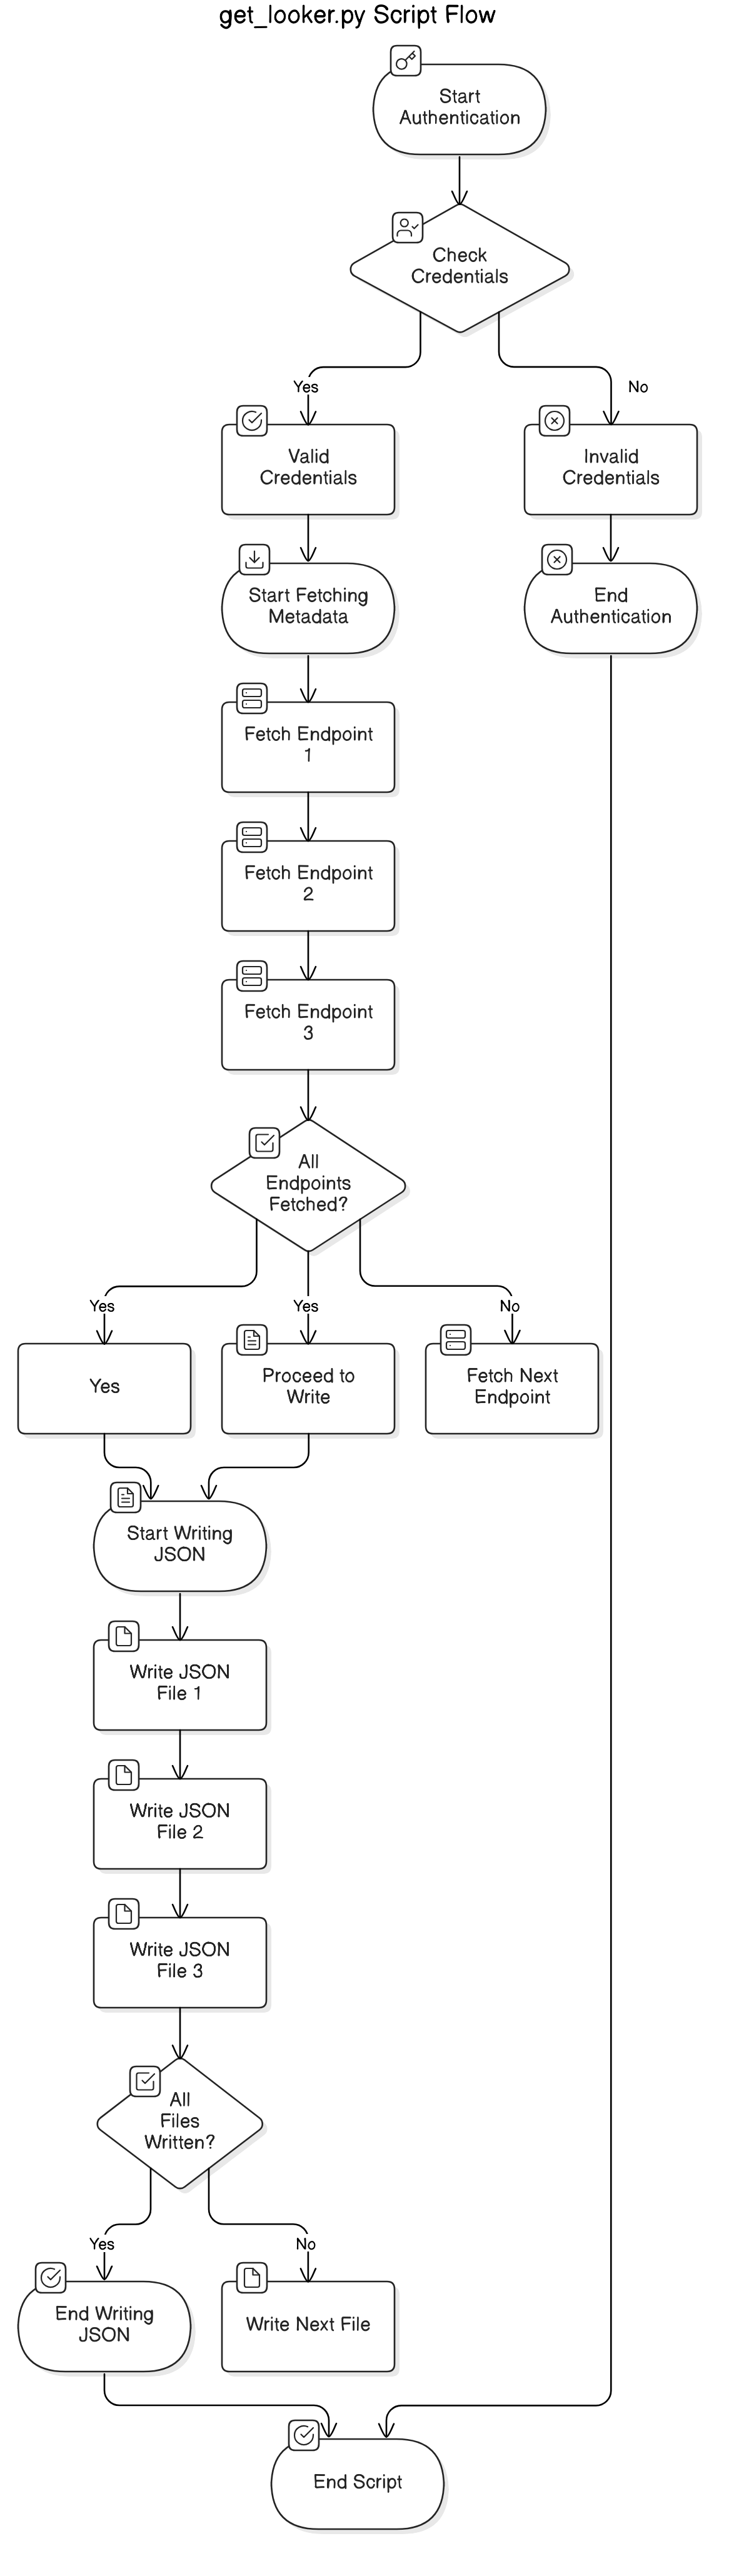 get_looker.py Script Flow
Start
Authentication
Check
Credentials
Yes
No
Valid
Credentials
Invalid
Credentials
Start Fetching
Metadata
End
Authentication
Fetch Endpoint
1
Fetch Endpoint
2
Fetch Endpoint
3
All
Endpoints
Fetched?
Yes
Yes
No
Yes
Proceed to
Write
Fetch Next
Endpoint
Start Writing
JSON
Write JSON
File 1
Write JSON
File 2
Write JSON
File 3
All
Files
Written?
Yes
No
End Writing
JSON
Write Next File
End Script